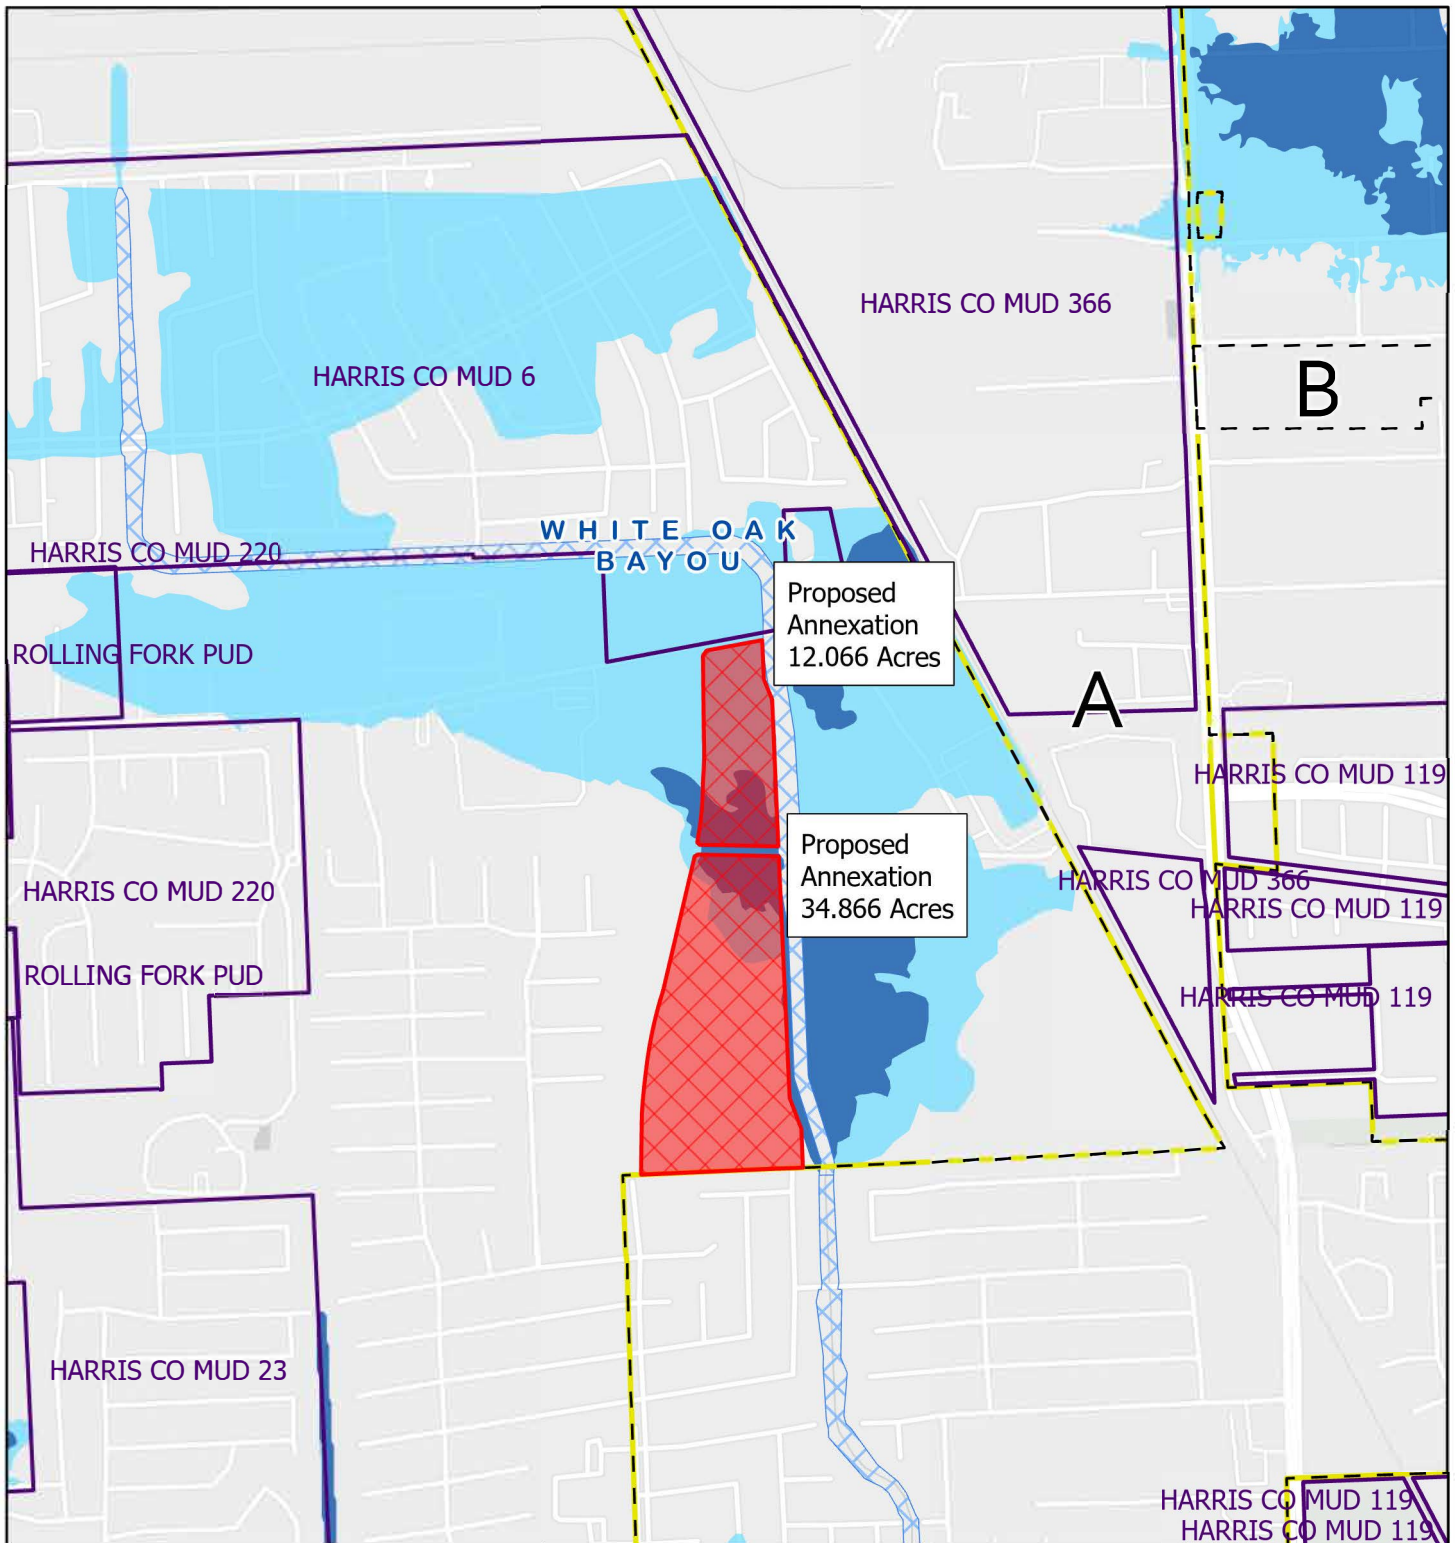 HARRIS CO MUD 366
HARRIS CO MUD 6
B
WHITE OAK
BAYOU
HARRIS CO MUD 220
Proposed
Annexation
12.066 Acres
ROLLING FORK PUD
A
HARRIS CO MUD 119
Proposed
Annexation
34.866 Acres
HARRIS CO MUD 366
HARRIS CO MUD 220
HARRIS CO MUD 119
ROLLING FORK PUD
HARRIS CO MUD 119
HARRIS CO MUD 23
HARRIS CO MUD 119
HARRIS CO MUD 119